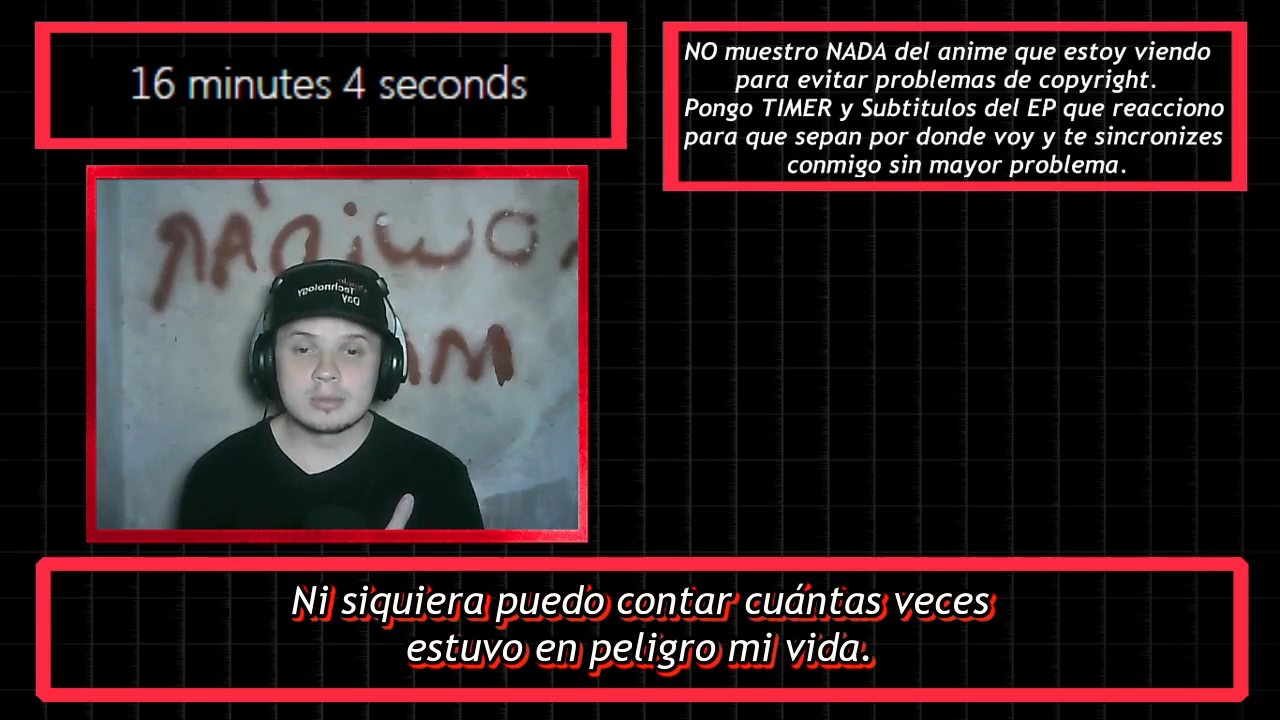 16 minutes 4 seconds
NO muestro NADA del anime que estoy viendo
para evitar problemas de copyright.
Pongo TIMER y Subtitulos del EP que reacciono
para que sepan por donde voy y te sincronizes
conmigo sin mayor problema.
Technology
Day
Ni siquiera puedo contar cuántas veces
estuvo en peligro mi vida.